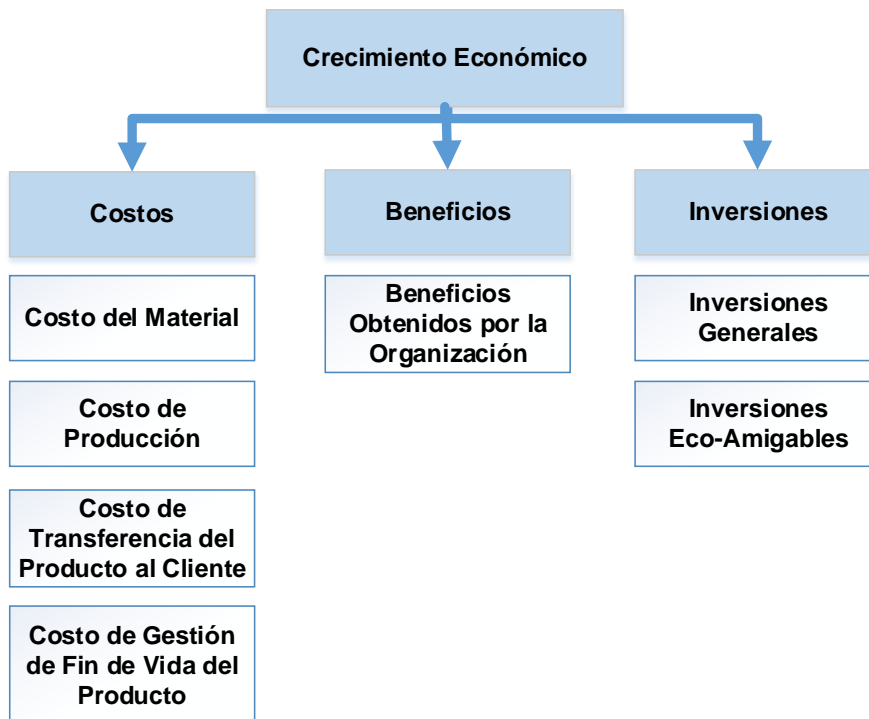 Crecimiento Económico
Costos
Costo del Material
Costo de
Producción
Costo de
Transferencia del
Producto al Cliente
Costo de Gestión
de Fin de Vida del
Producto
Beneficios
Beneficios
Obtenidos por la
Organización
Inversiones
Inversiones
Generales
Inversiones
Eco-Amigables